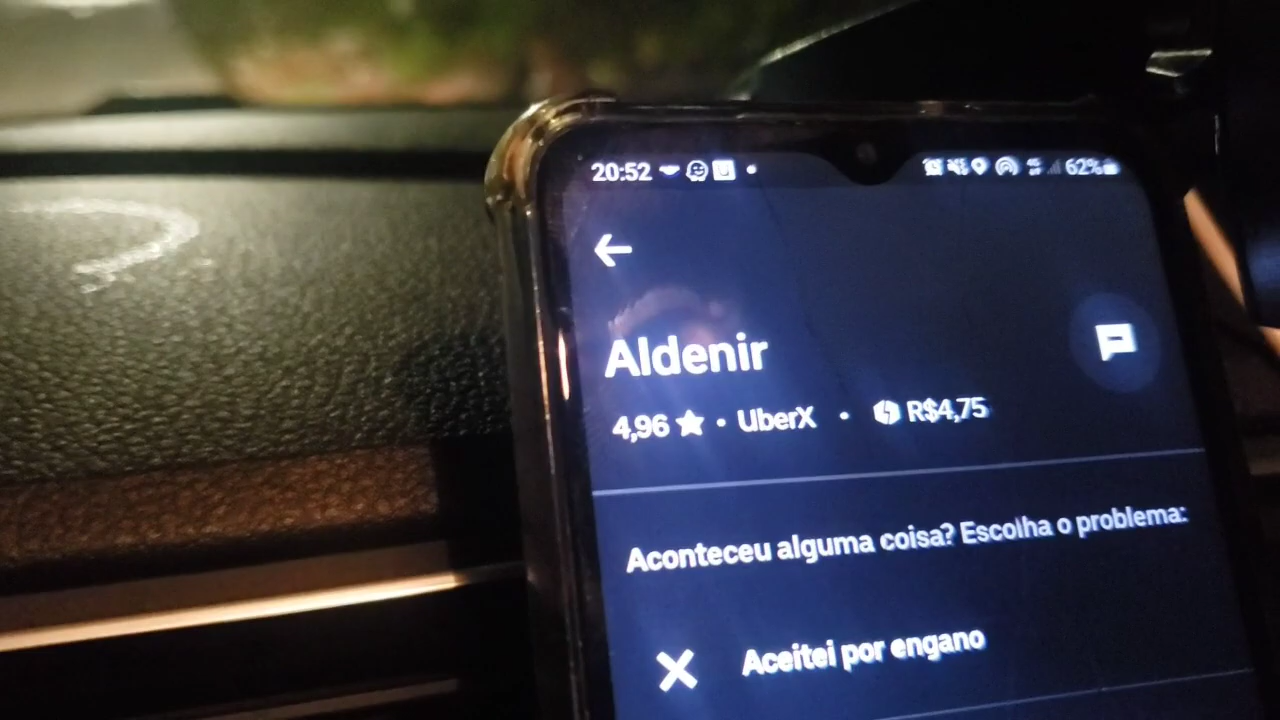 20:52 62%
Aldenir
4,96 ★ • UberX • R$4,75
Aconteceu alguma coisa? Escolha o problema:
Aceitei por engano